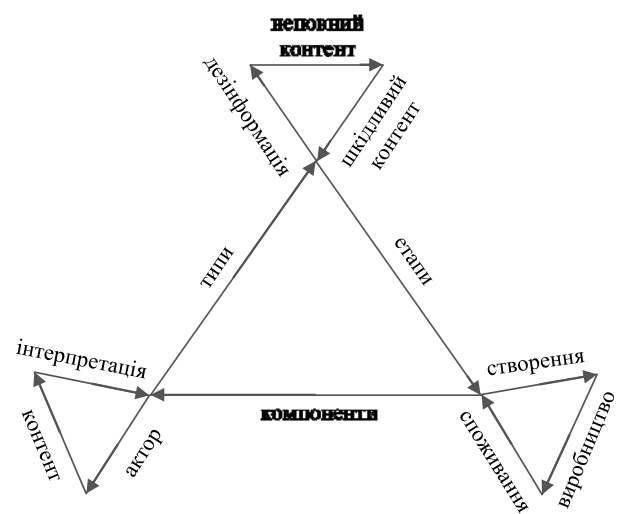 неповний
контент
дезінформація
шкідливий
контент
типи
етапи
інтерпретація
створення
компоненти
контент
актор
споживання
виробництво